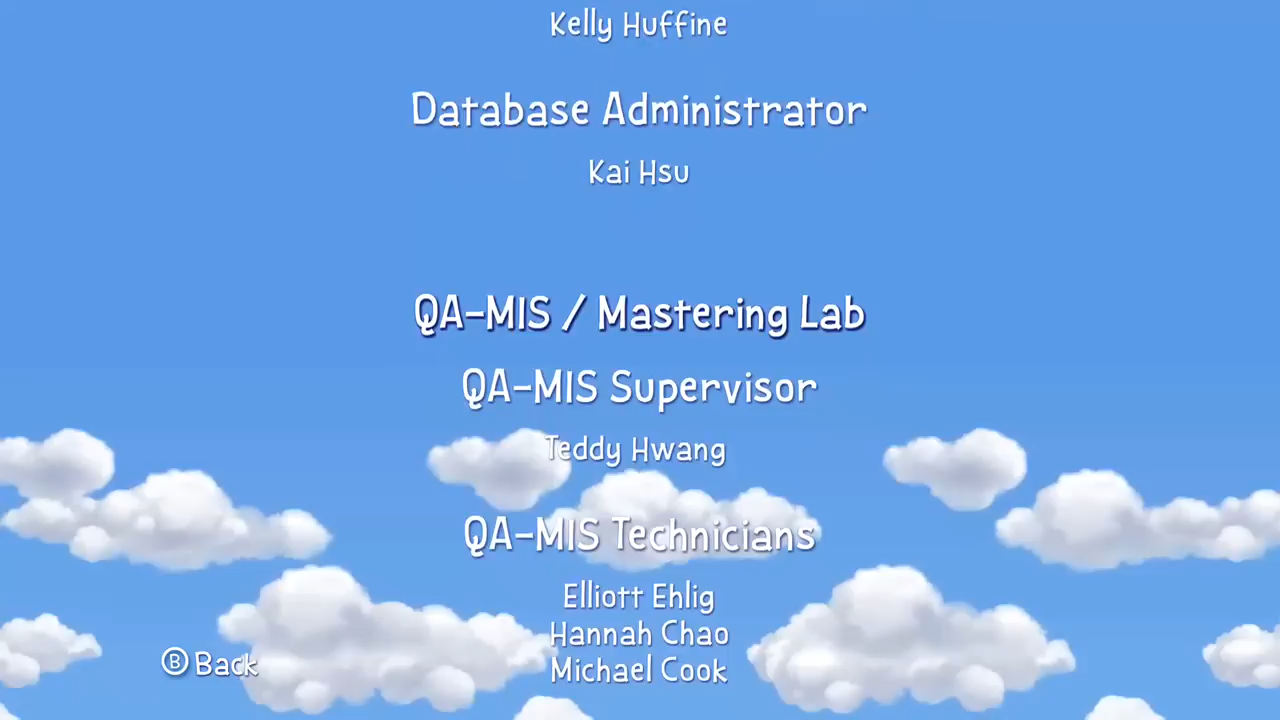 Kelly Huffine
Database Administrator
Kai Hsu
QA-MIS / Mastering Lab
QA-MIS Supervisor
Teddy Hwang
QA-MIS Technicians
Elliott Ehlig
Hannah Chao
Michael Cook
B Back